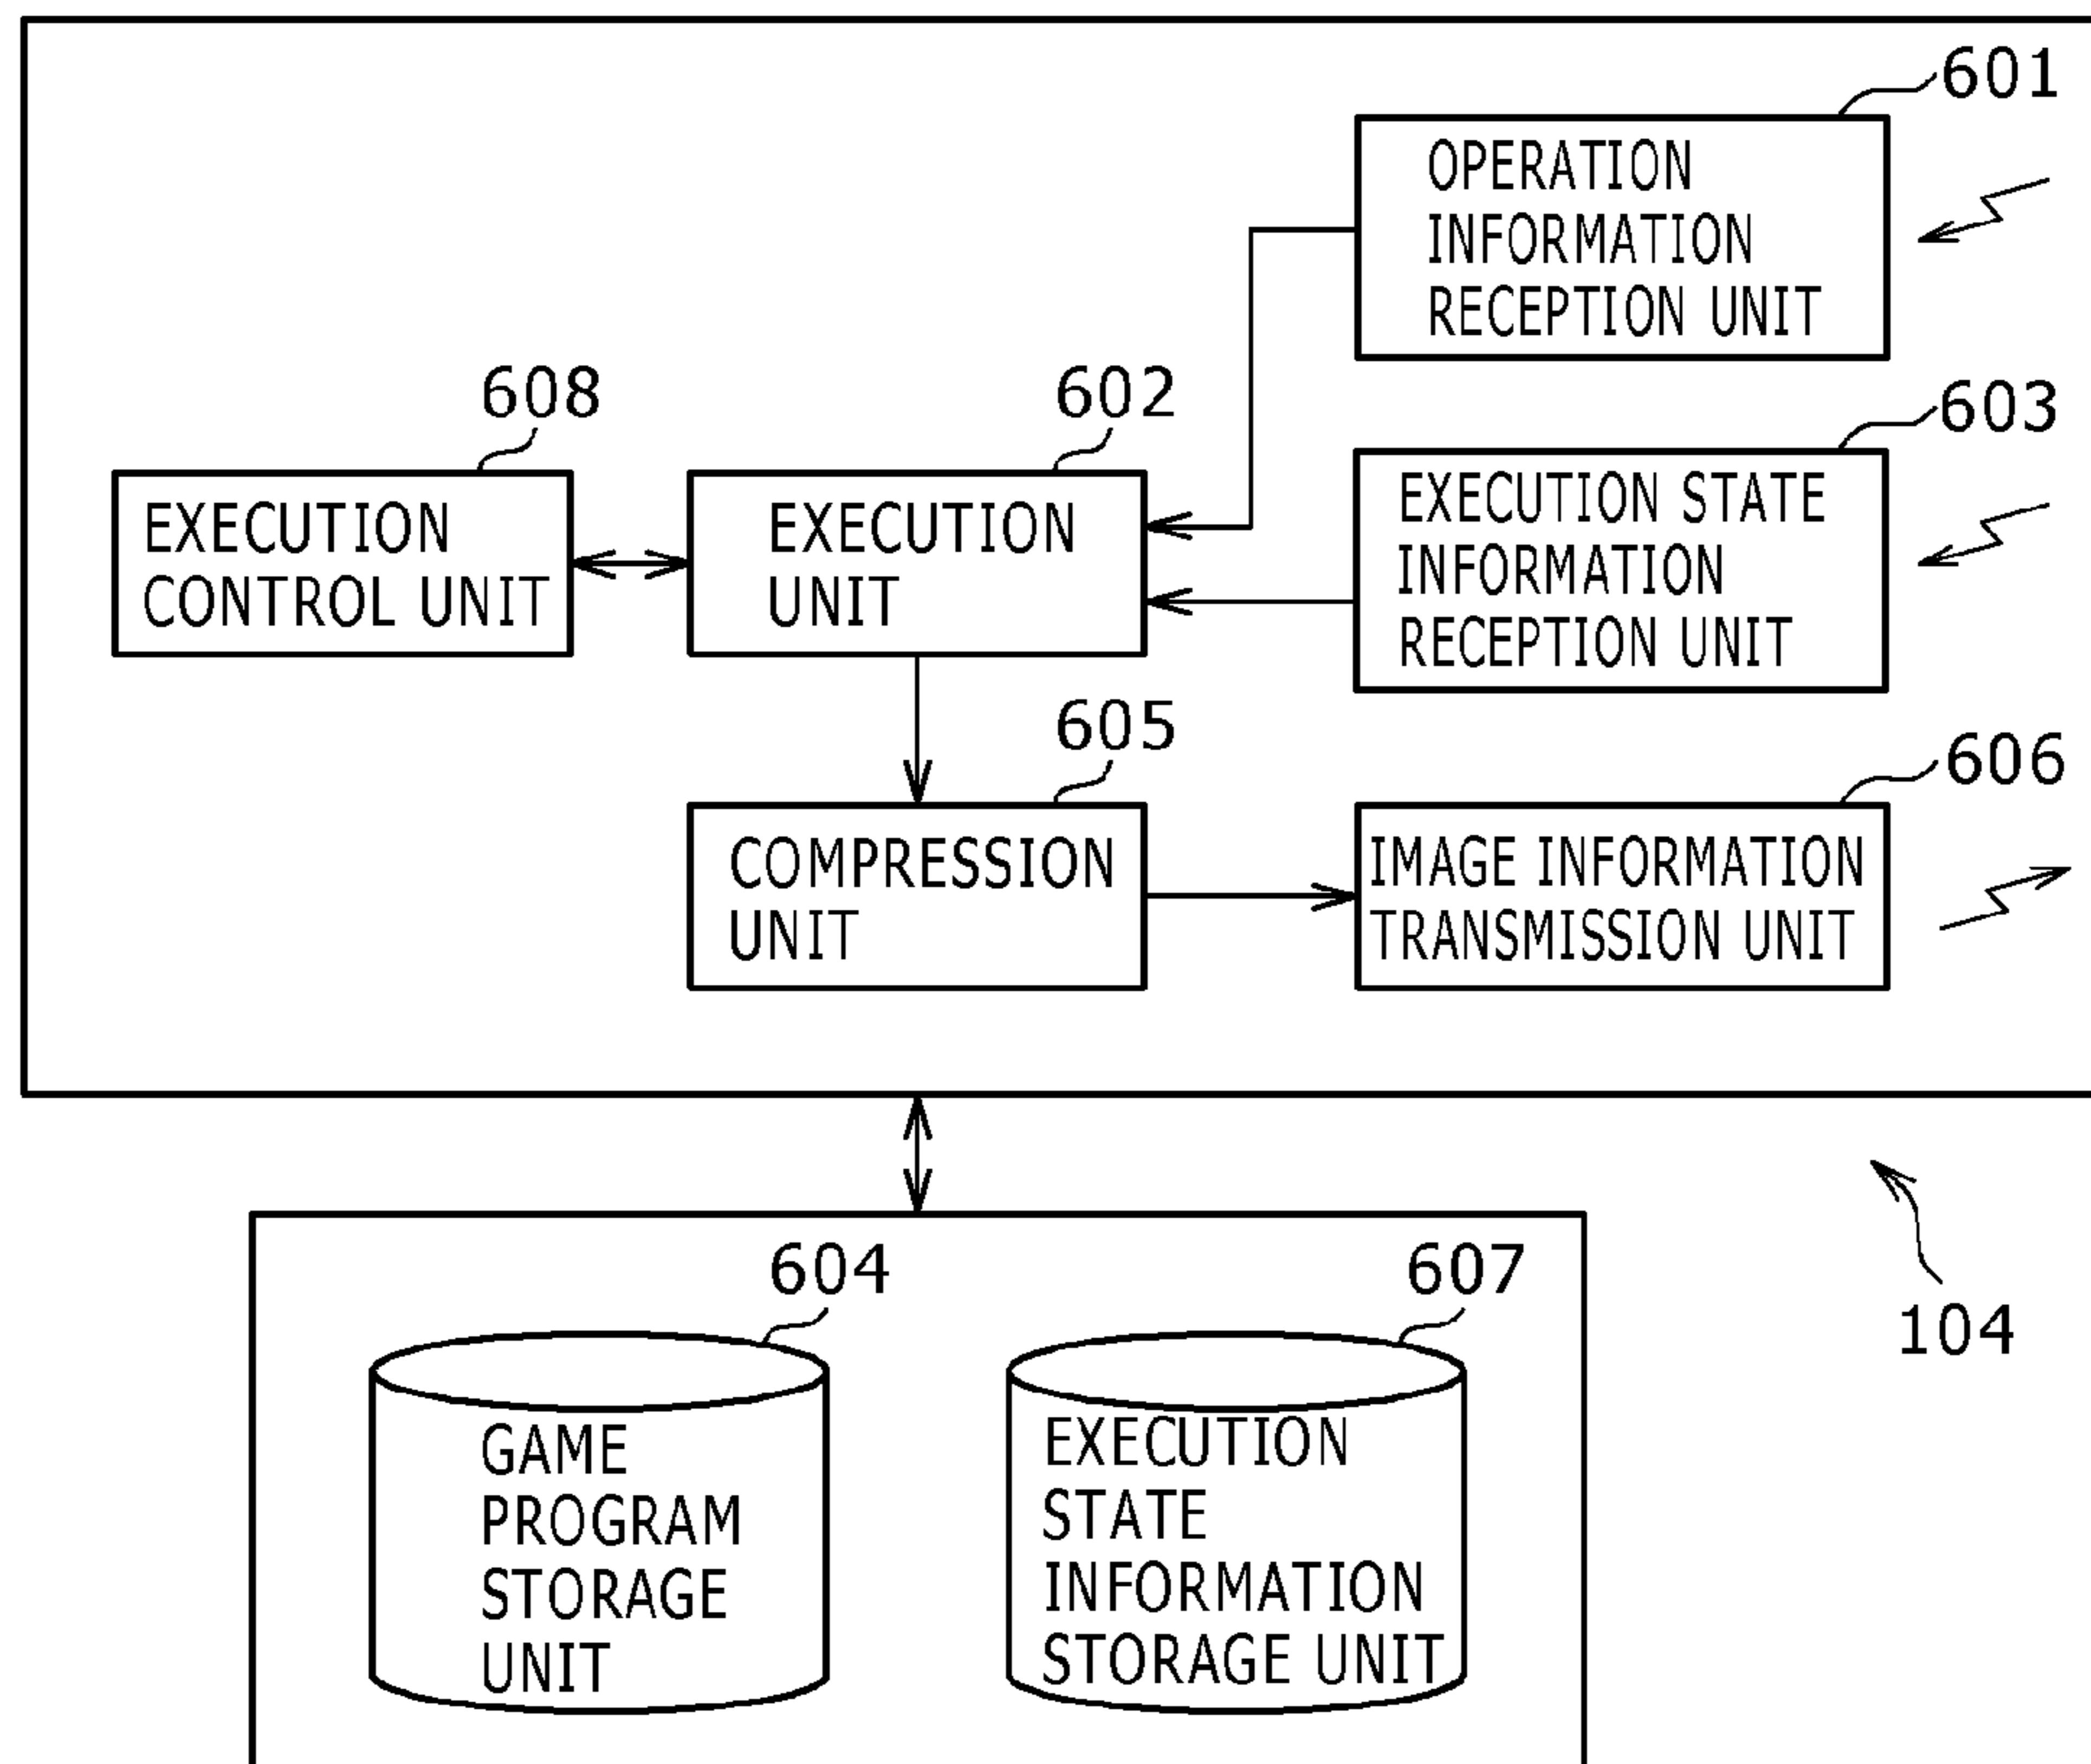 601
OPERATION
INFORMATION
RECEPTION UNIT
608
602
603
EXECUTION
CONTROL UNIT
EXECUTION
UNIT
EXECUTION STATE
INFORMATION
RECEPTION UNIT
605
606
COMPRESSION
UNIT
IMAGE INFORMATION
TRANSMISSION UNIT
604
607
104
GAME
PROGRAM
STORAGE
UNIT
EXECUTION
STATE
INFORMATION
STORAGE UNIT